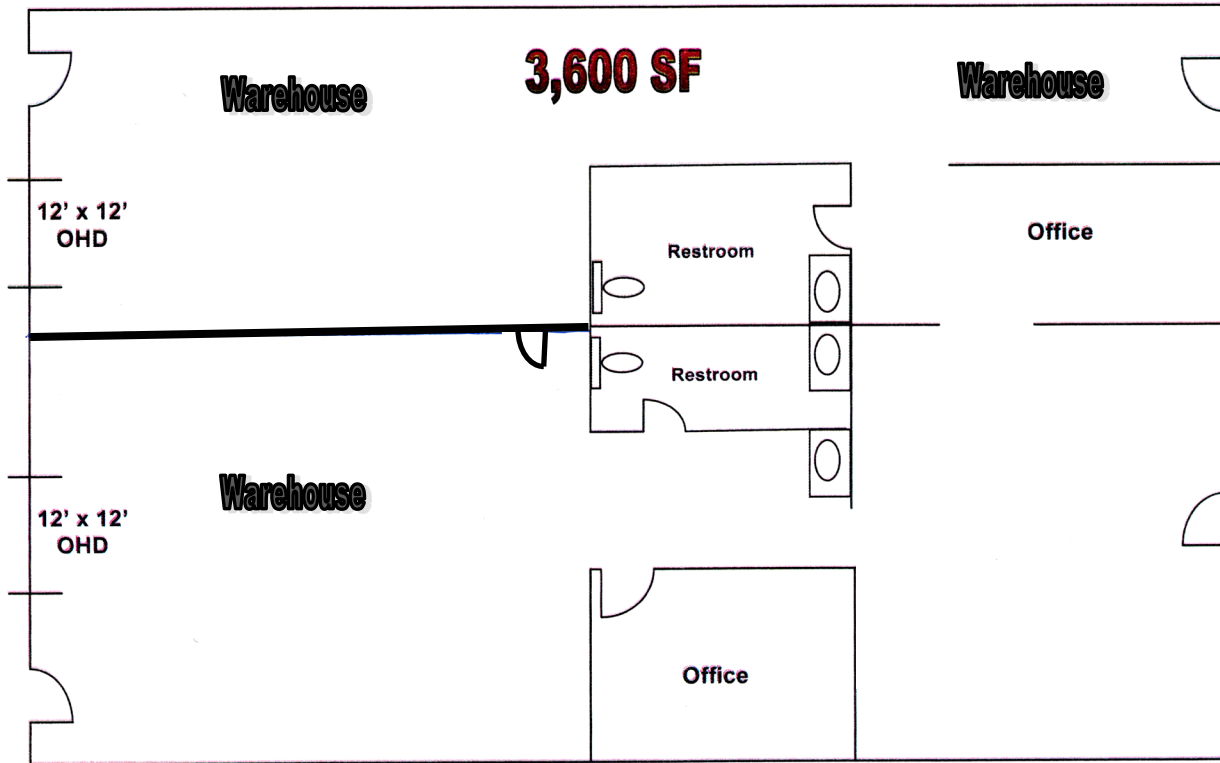 3,600 SF
Warehouse
Warehouse
12' x 12'
OHD
Office
Restroom
Restroom
Warehouse
12' x 12'
OHD
Office